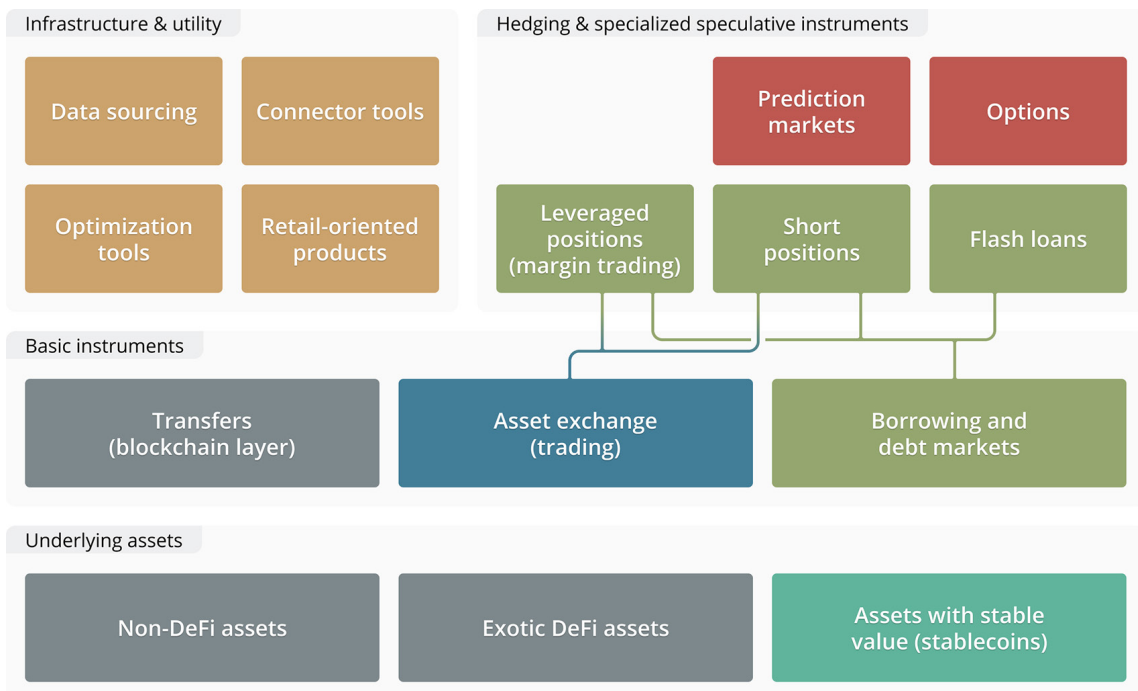 Infrastructure & utility
Data sourcing
Connector tools
Optimization
tools
Retail-oriented
products
Hedging & specialized speculative instruments
Prediction
markets
Options
Leveraged
positions
(margin trading)
Short
positions
Flash loans
Basic instruments
Transfers
(blockchain layer)
Asset exchange
(trading)
Borrowing and
debt markets
Underlying assets
Non-DeFi assets
Exotic DeFi assets
Assets with stable
value (stablecoins)